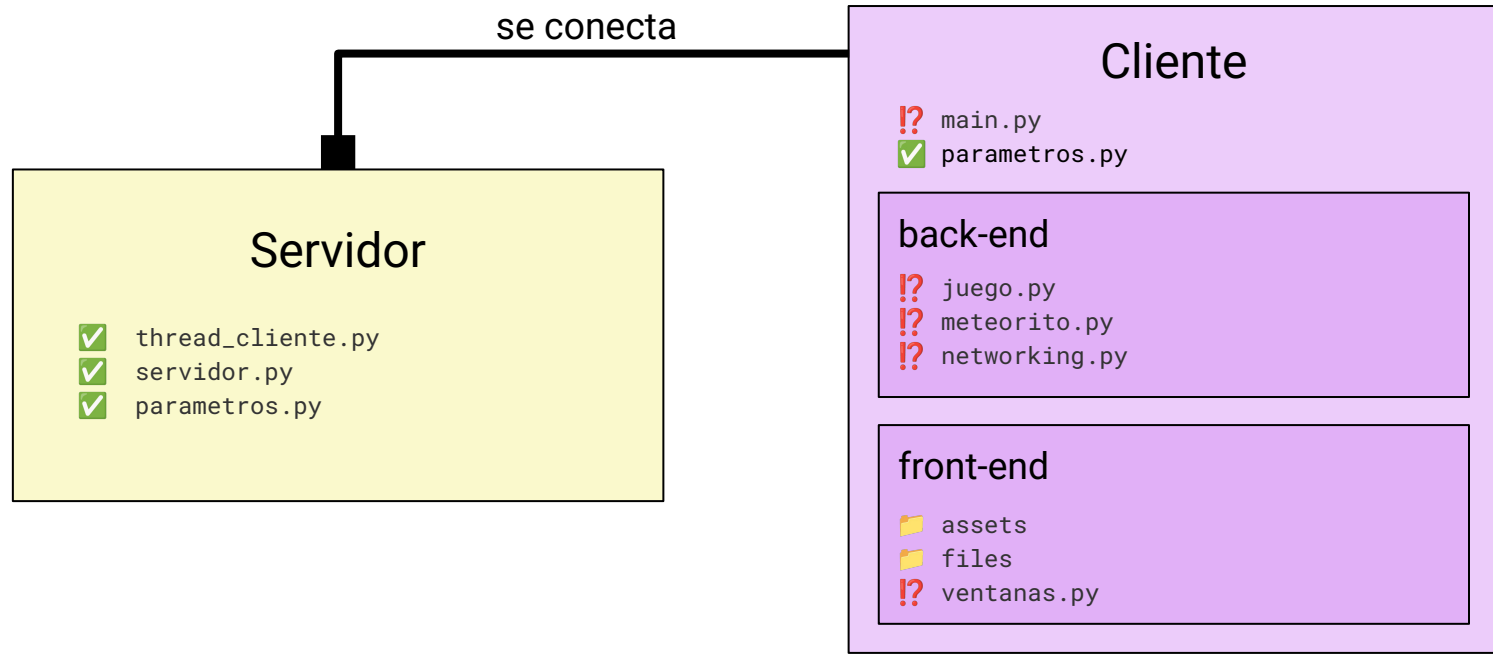 se conecta
Servidor
✅ thread_cliente.py
✅ servidor.py
✅ parametros.py
Cliente
⁉ main.py
✅ parametros.py
back-end
⁉ juego.py
⁉ meteorito.py
⁉ networking.py
front-end
📁 assets
📁 files
⁉ ventanas.py